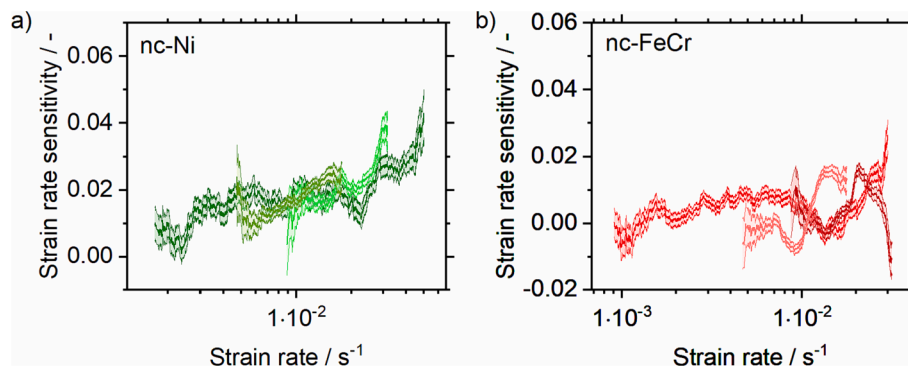 a)
nc-Ni
0.06
0.04
0.02
0.00
Strain rate sensitivity / -
1·10⁻²
Strain rate / s⁻¹
b)
nc-FeCr
0.06
0.04
0.02
0.00
-0.02
Strain rate sensitivity / -
1·10⁻³
1·10⁻²
Strain rate / s⁻¹